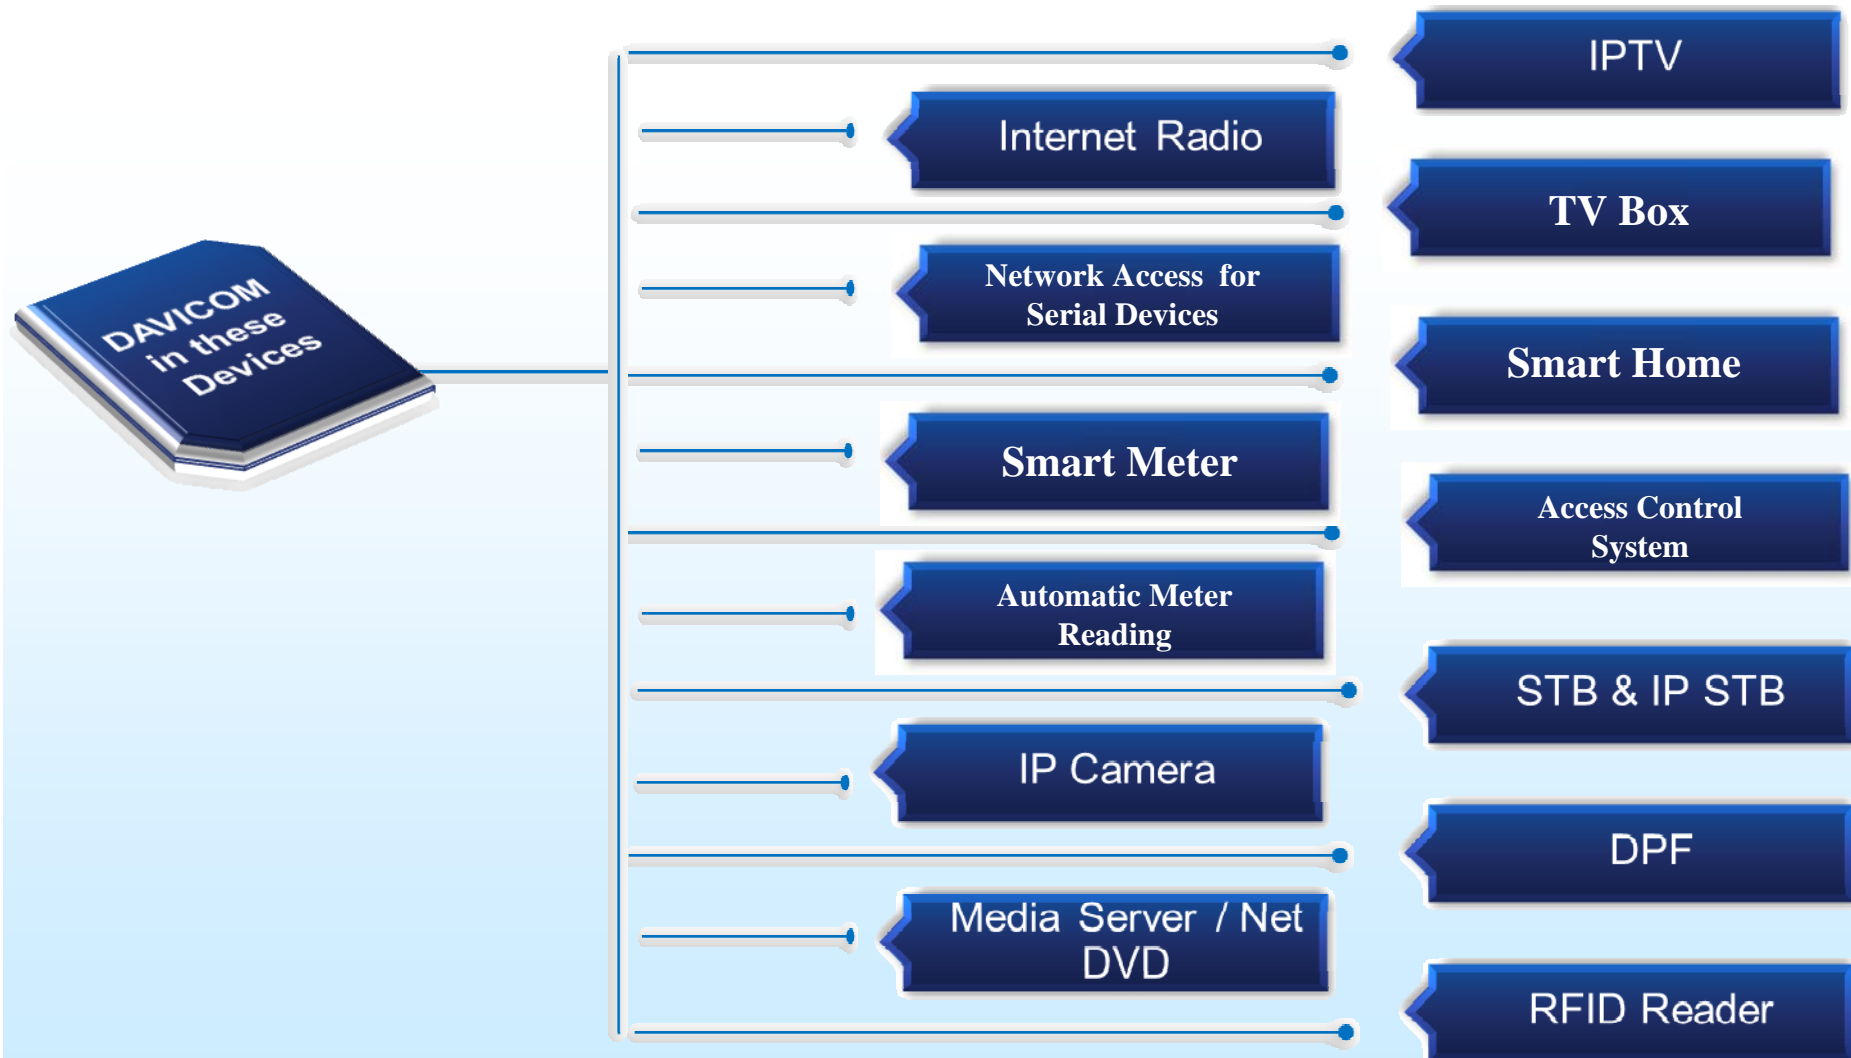 IPTV
Internet Radio
TV Box
DAVICOM
in these
Devices
Network Access for
Serial Devices
Smart Home
Smart Meter
Access Control
System
Automatic Meter
Reading
STB & IP STB
IP Camera
DPF
Media Server / Net
DVD
RFID Reader